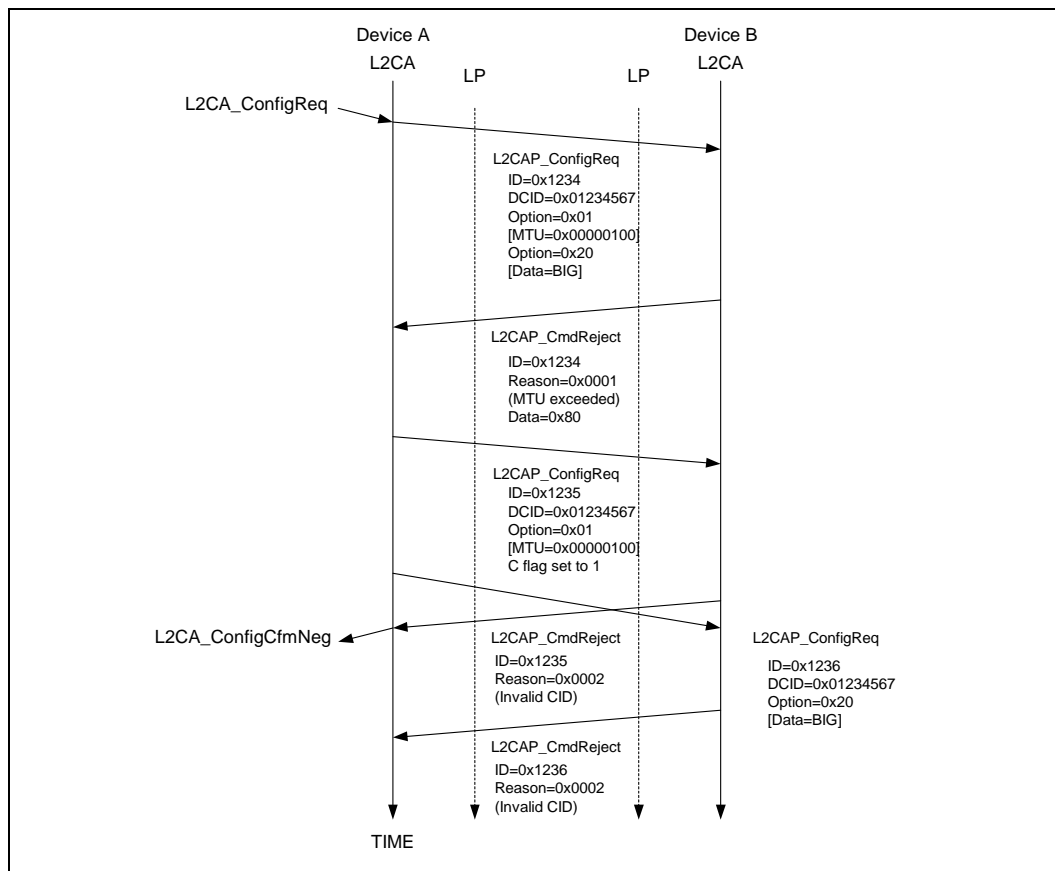 Device A
Device B
L2CA
LP
LP
L2CA
L2CA_ConfigReq
L2CAP_ConfigReq
ID=0x1234
DCID=0x01234567
Option=0x01
[MTU=0x00000100]
Option=0x20
[Data=BIG]
L2CAP_CmdReject
ID=0x1234
Reason=0x0001
(MTU exceeded)
Data=0x80
L2CAP_ConfigReq
ID=0x1235
DCID=0x01234567
Option=0x01
[MTU=0x00000100]
C flag set to 1
L2CA_ConfigCfmNeg
L2CAP_CmdReject
ID=0x1235
Reason=0x0002
(Invalid CID)
L2CAP_ConfigReq
ID=0x1236
DCID=0x01234567
Option=0x20
[Data=BIG]
L2CAP_CmdReject
ID=0x1236
Reason=0x0002
(Invalid CID)
TIME